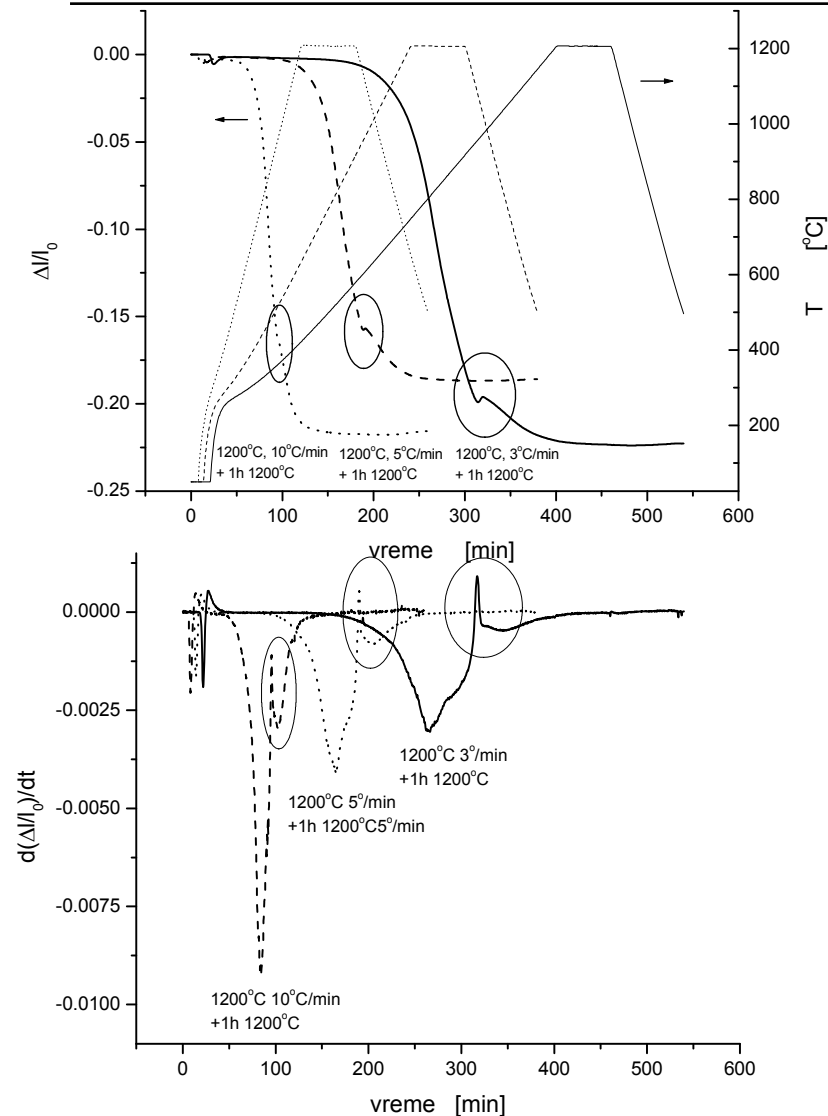 0.00
-0.05
-0.10
-0.15
-0.20
-0.25
Δl/l₀
1200
1000
800
600
400
200
T [°C]
1200°C, 10°C/min
+ 1h 1200°C
1200°C, 5°C/min
+ 1h 1200°C
1200°C, 3°C/min
+ 1h 1200°C
0 100 200 300 400 500 600
vreme [min]
0.0000
-0.0025
-0.0050
-0.0075
-0.0100
d(Δl/l₀)/dt
1200°C 3°/min
+1h 1200°C
1200°C 5°/min
+1h 1200°C5°/min
1200°C 10°C/min
+1h 1200°C
0 100 200 300 400 500 600
vreme [min]